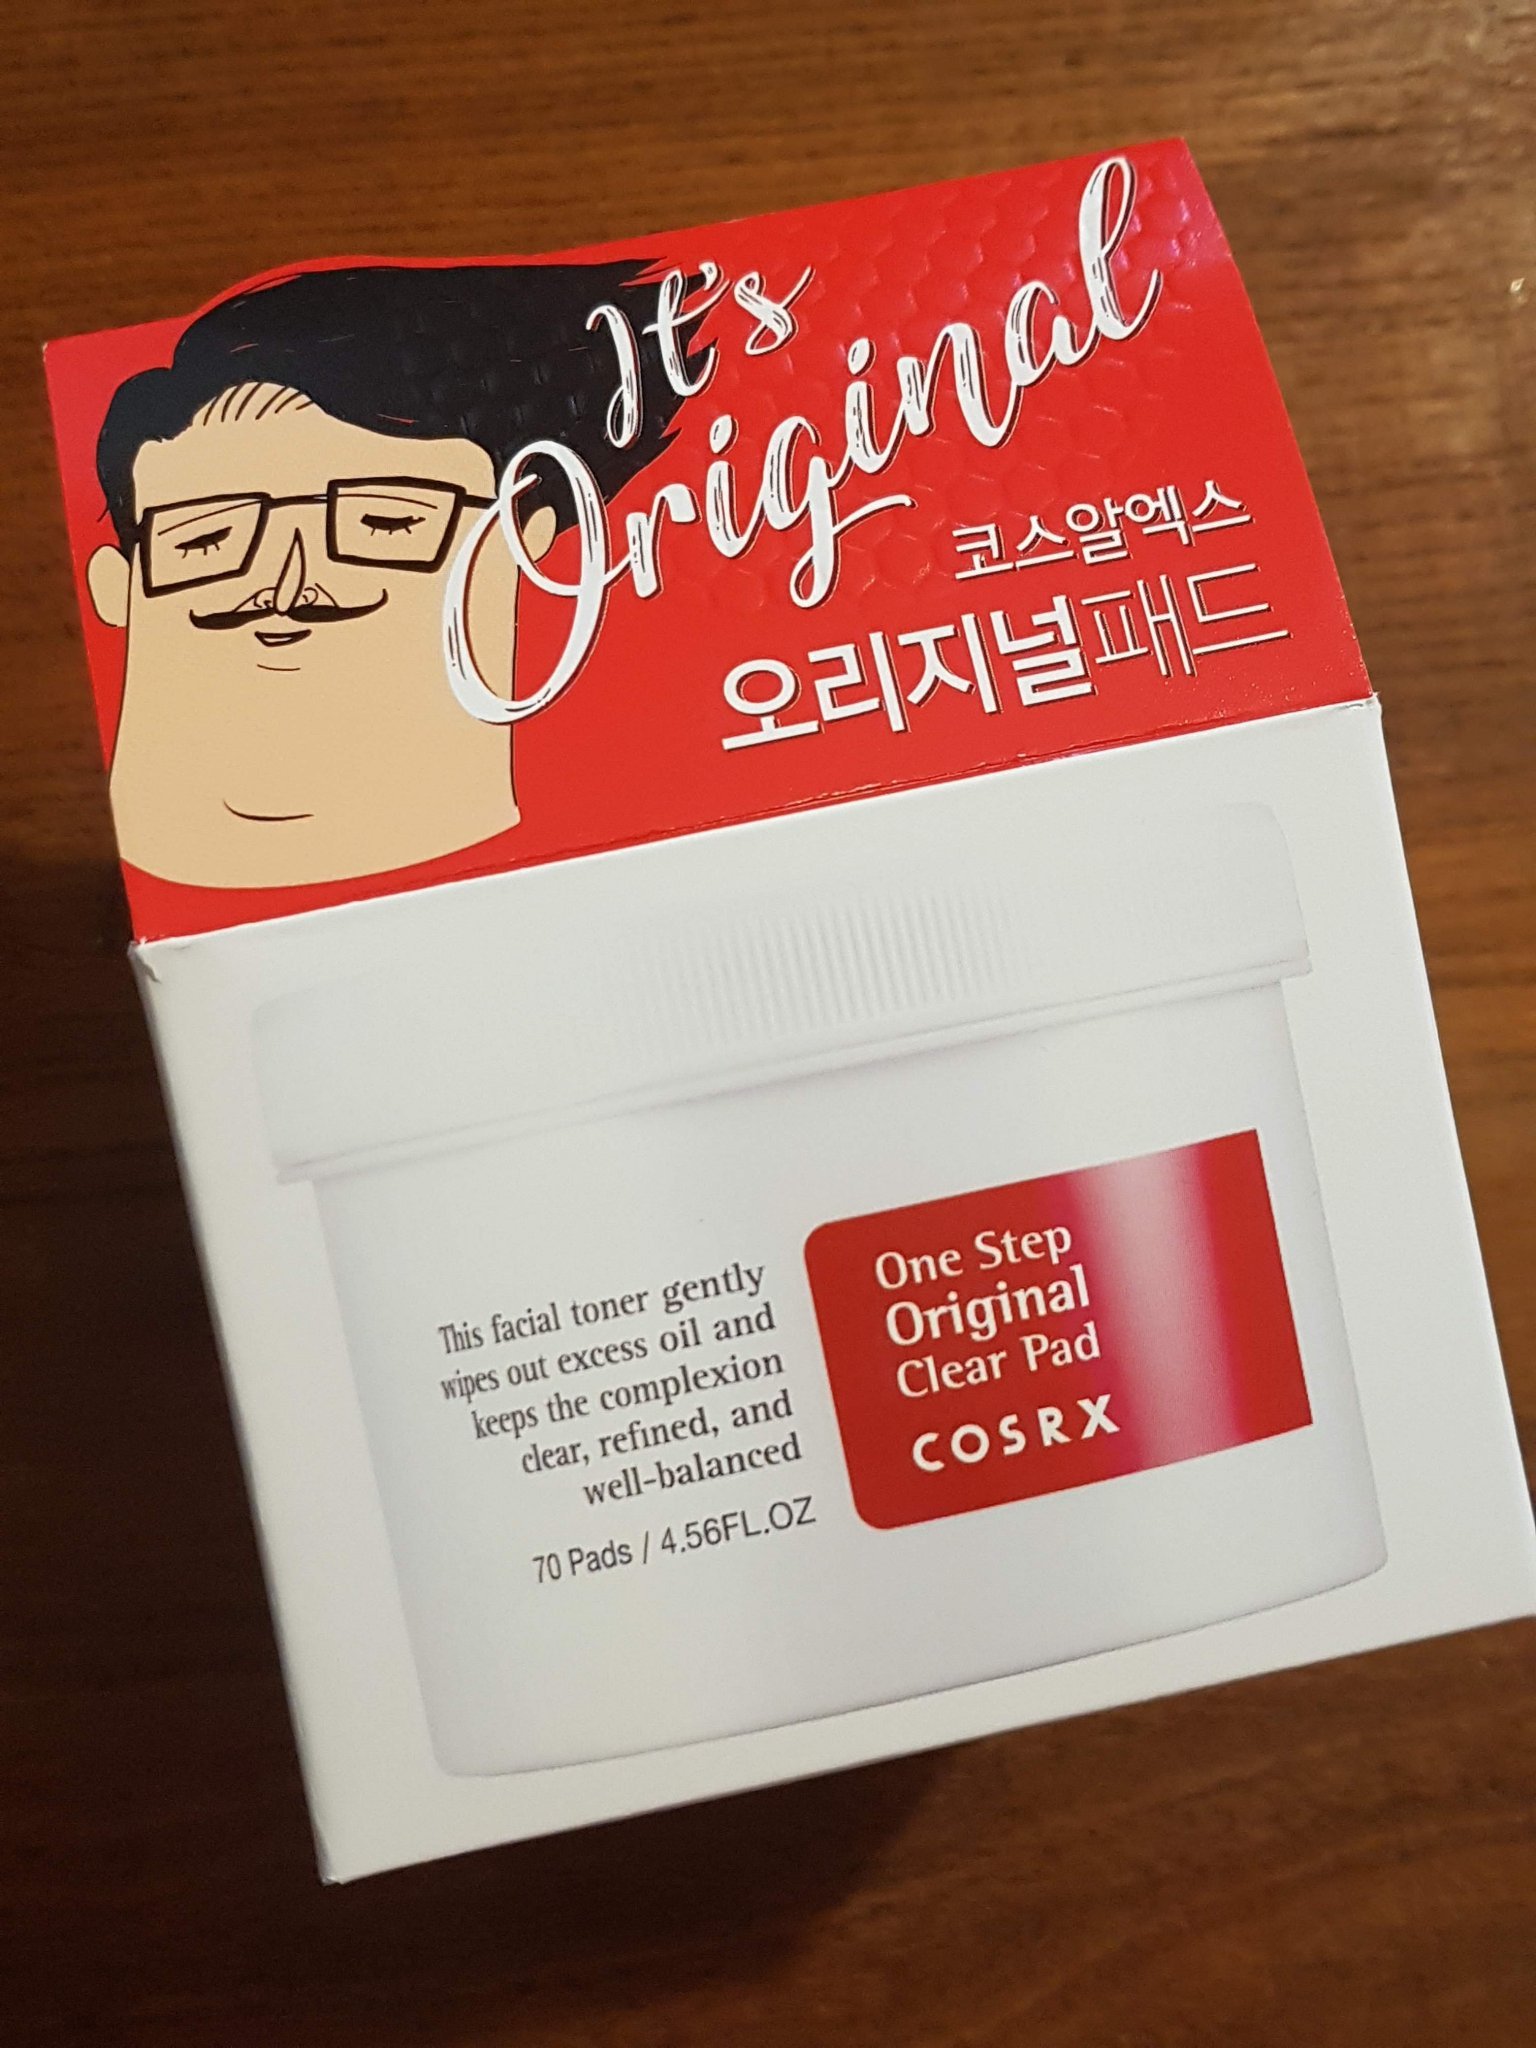 It's
Original
코스알엑스
오리지널패드
This facial toner gently
wipes out excess oil and
keeps the complexion
clear, refined, and
well-balanced
70 Pads / 4.56FL.OZ
One Step
Original
Clear Pad
COSRX